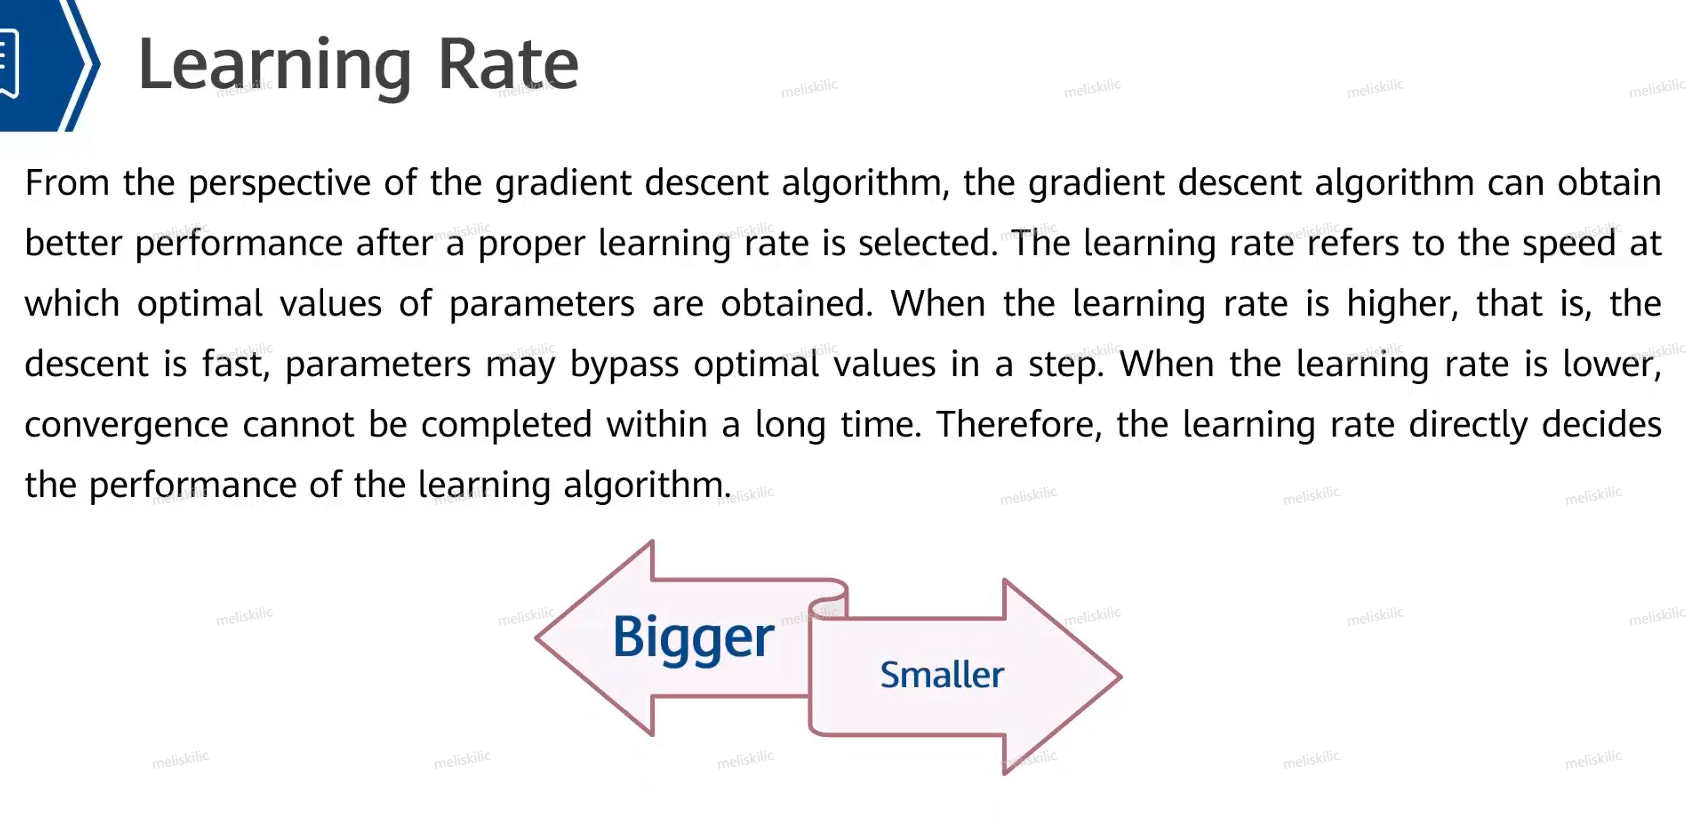 Learning Rate
From the perspective of the gradient descent algorithm, the gradient descent algorithm can obtain
better performance after a proper learning rate is selected. The learning rate refers to the speed at
which optimal values of parameters are obtained. When the learning rate is higher, that is, the
descent is fast, parameters may bypass optimal values in a step. When the learning rate is lower,
convergence cannot be completed within a long time. Therefore, the learning rate directly decides
the performance of the learning algorithm.
Bigger
Smaller
meliskilic